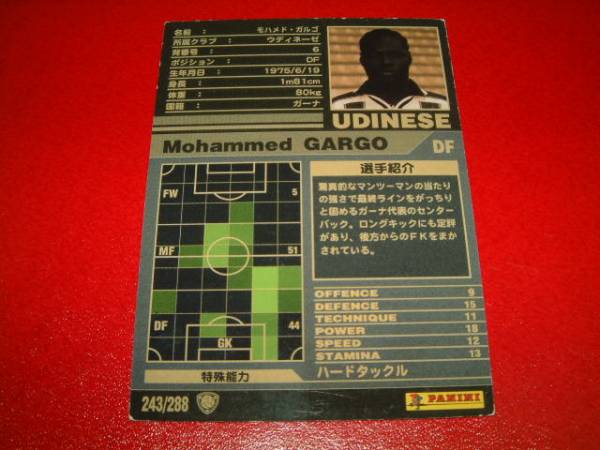 名前 : モハメド・ガルゴ
所属クラブ : ウディネーゼ
背番号 : 6
ポジション : DF
生年月日 : 1975/6/19
身長 : 1m81cm
体重 : 80kg
国籍 : ガーナ
UDINESE
Mohammed GARGO DF
FW 5
MF 51
DF 44
GK
選手紹介
驚異的なマンツーマンの当たり
の強さで最終ラインをがっちり
と固めるガーナ代表のセンター
バック。ロングキックにも定評
があり、後方からのFKをまか
されている。
OFFENCE 9
DEFENCE 15
TECHNIQUE 11
POWER 18
SPEED 12
STAMINA 13
特殊能力 ハードタックル
243/288
PANINI